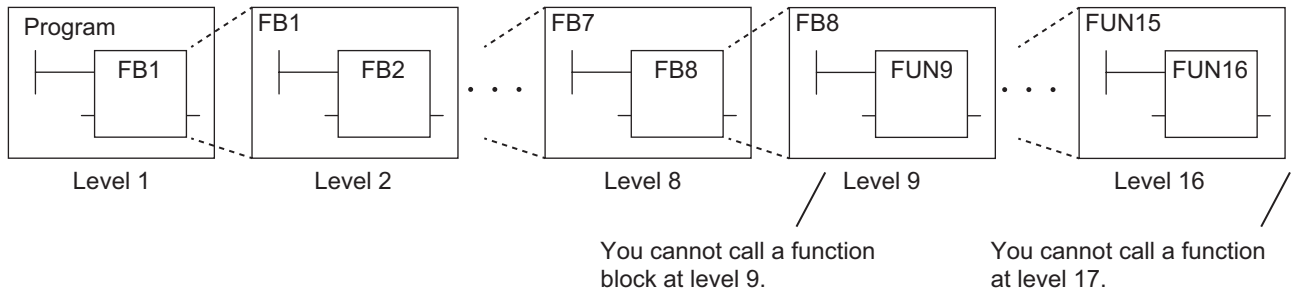 Program
FB1
FB1
FB2
. . .
FB7
FB8
FB8
FUN9
. . .
FUN15
FUN16
Level 1
Level 2
Level 8
Level 9
Level 16
You cannot call a function
block at level 9.
You cannot call a function
at level 17.